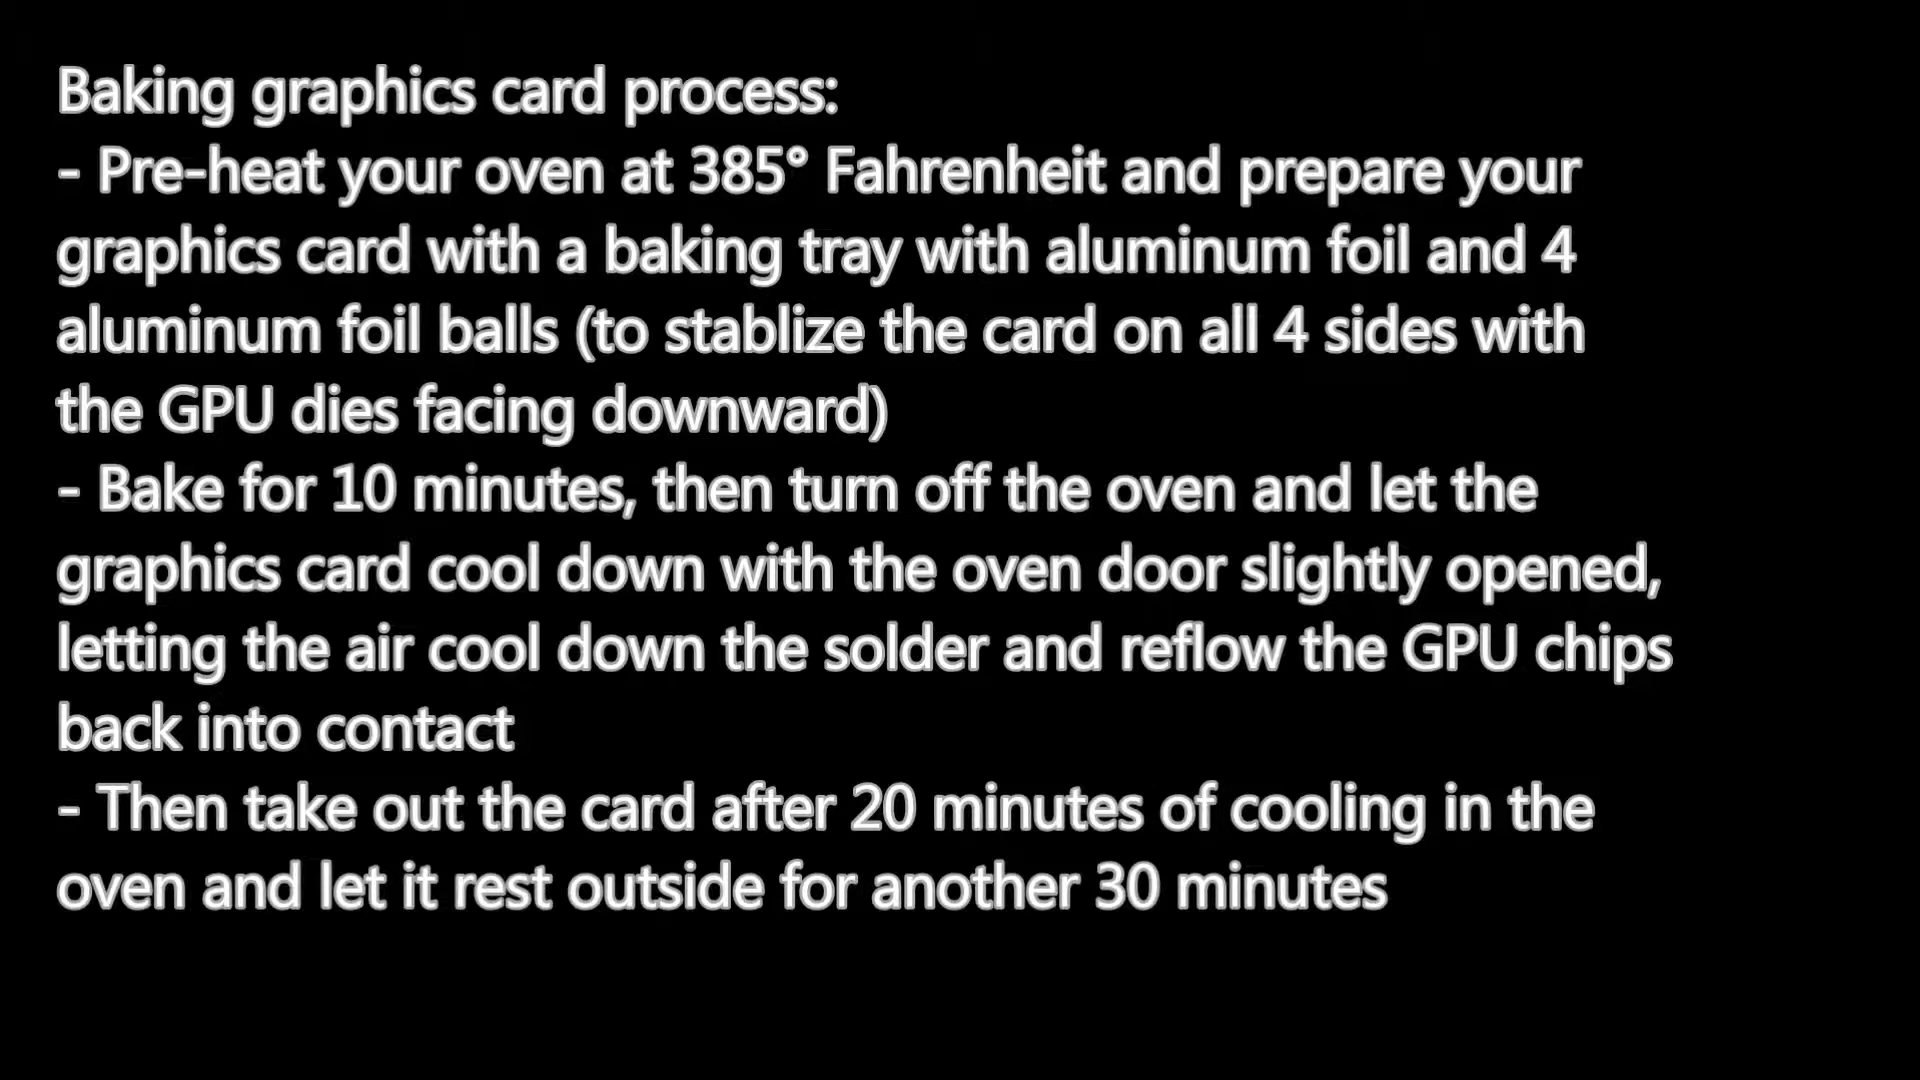 Baking graphics card process:
- Pre-heat your oven at 385° Fahrenheit and prepare your
graphics card with a baking tray with aluminum foil and 4
aluminum foil balls (to stablize the card on all 4 sides with
the GPU dies facing downward)
- Bake for 10 minutes, then turn off the oven and let the
graphics card cool down with the oven door slightly opened,
letting the air cool down the solder and reflow the GPU chips
back into contact
- Then take out the card after 20 minutes of cooling in the
oven and let it rest outside for another 30 minutes